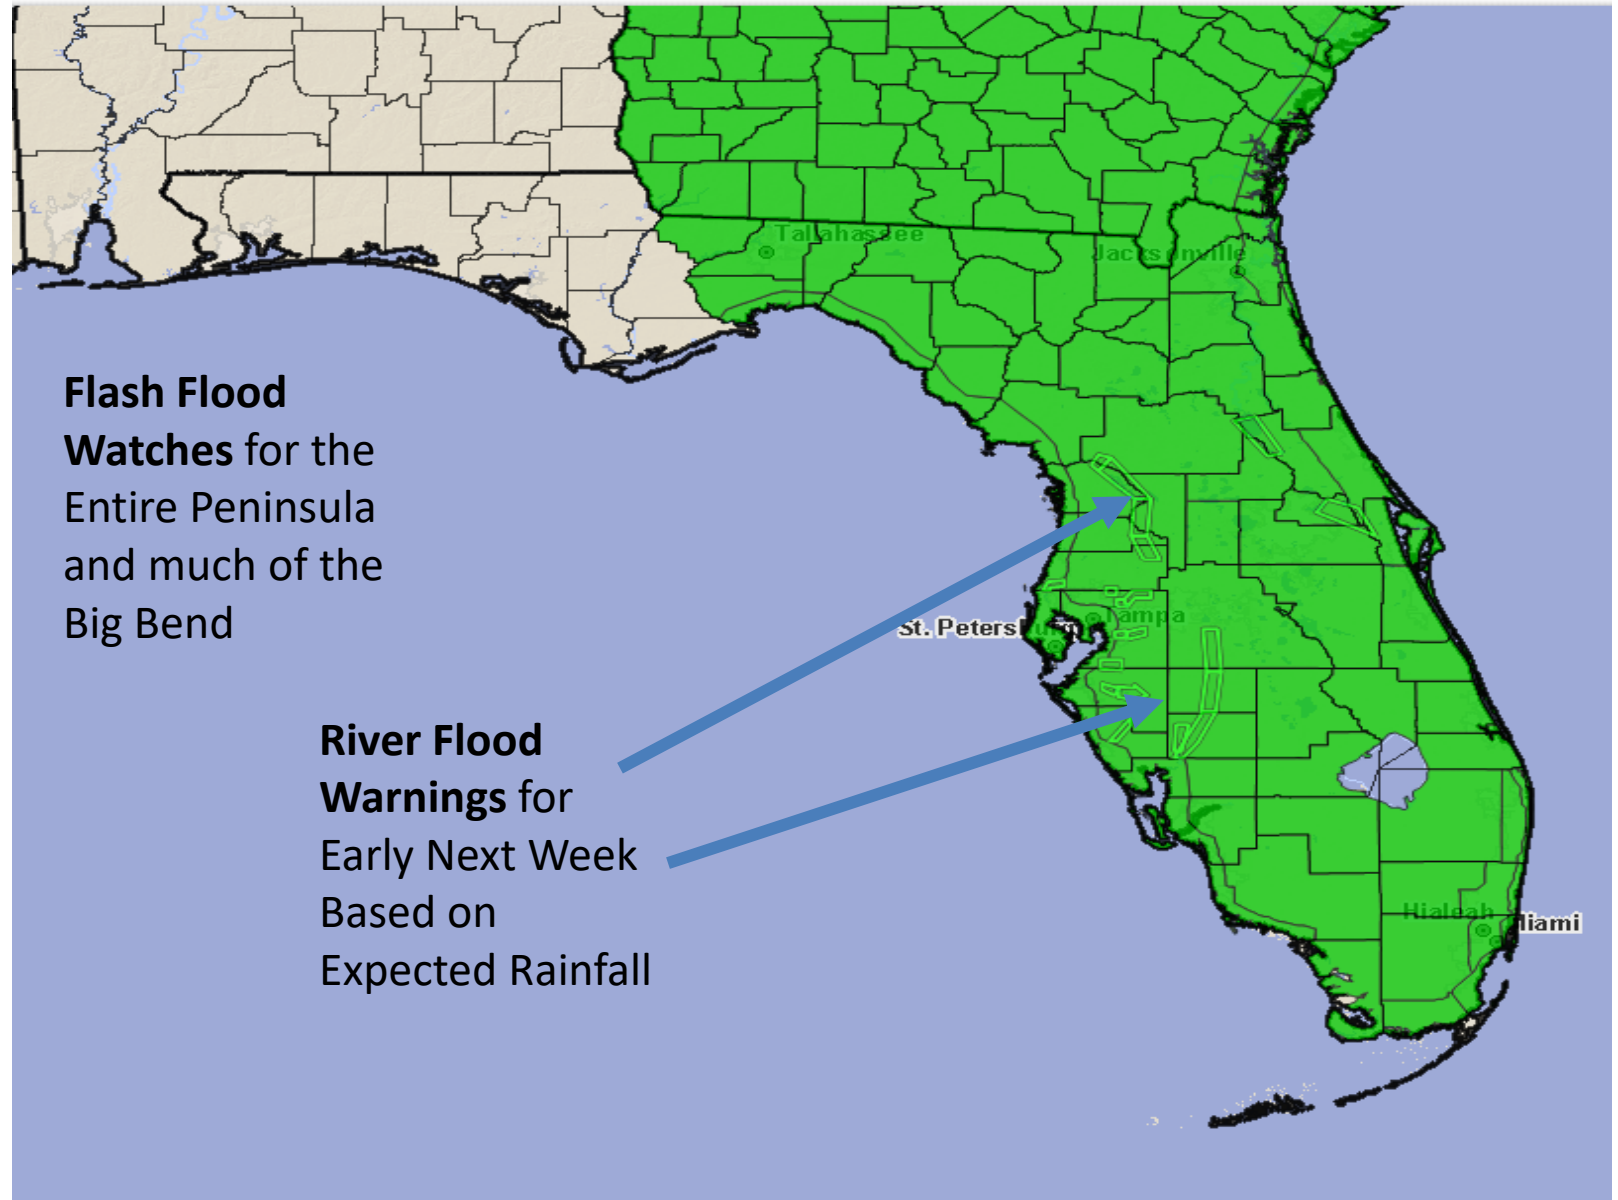 Tallahassee
Jacksonville
Flash Flood
Watches for the
Entire Peninsula
and much of the
Big Bend
Tampa
St. Petersburg
River Flood
Warnings for
Early Next Week
Based on
Expected Rainfall
Hialeah
Miami